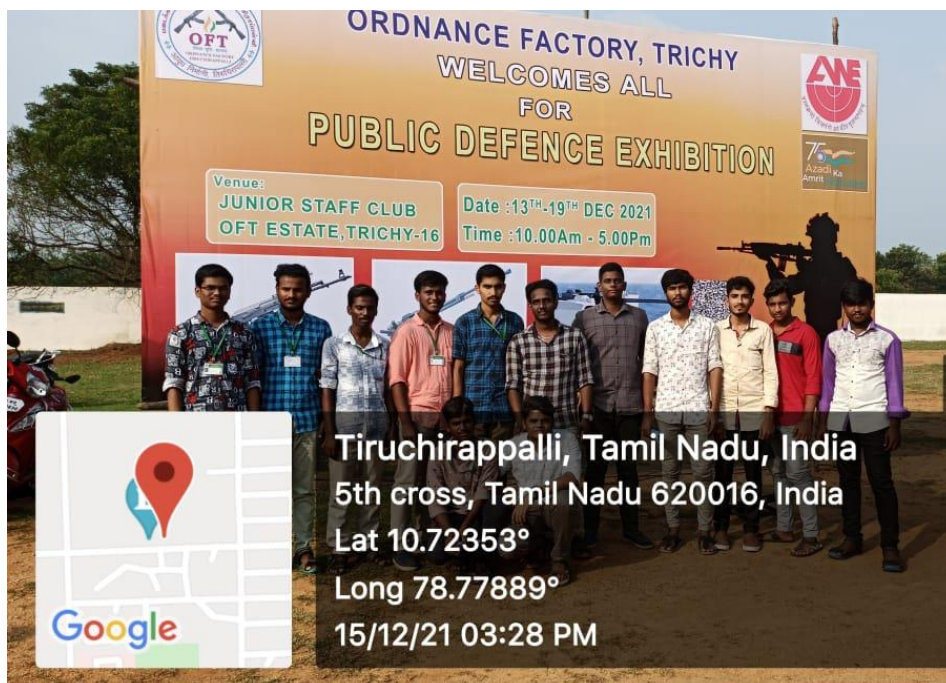 OFT
ORDNANCE FACTORY, TRICHY
WELCOMES ALL
FOR
PUBLIC DEFENCE EXHIBITION
AWE
75
Azadi Ka
Amrit
Venue:
JUNIOR STAFF CLUB
OFT ESTATE,TRICHY-16
Date :13TH-19TH DEC 2021
Time :10.00Am - 5.00Pm
Tiruchirappalli, Tamil Nadu, India
5th cross, Tamil Nadu 620016, India
Lat 10.72353°
Long 78.77889°
15/12/21 03:28 PM
Google